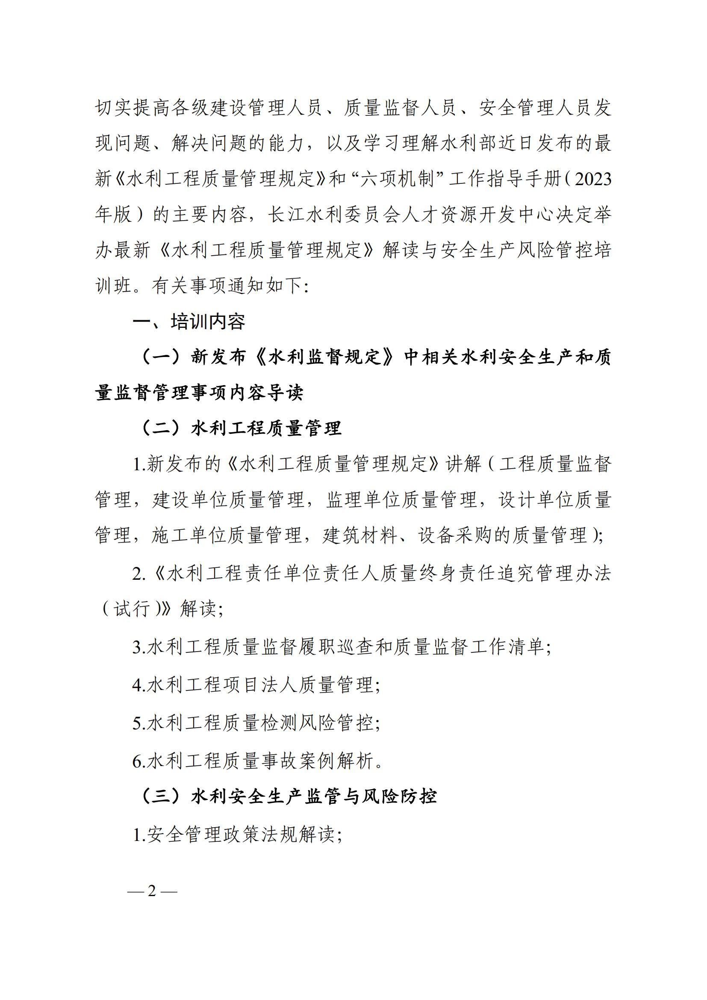 切实提高各级建设管理人员、质量监督人员、安全管理人员发
现问题、解决问题的能力，以及学习理解水利部近日发布的最
新《水利工程质量管理规定》和“六项机制”工作指导手册（2023
年版）的主要内容，长江水利委员会人才资源开发中心决定举
办最新《水利工程质量管理规定》解读与安全生产风险管控培
训班。有关事项通知如下：
一、培训内容
（一）新发布《水利监督规定》中相关水利安全生产和质
量监督管理事项内容导读
（二）水利工程质量管理
1.新发布的《水利工程质量管理规定》讲解（工程质量监督
管理，建设单位质量管理，监理单位质量管理，设计单位质量
管理，施工单位质量管理，建筑材料、设备采购的质量管理）；
2.《水利工程责任单位责任人质量终身责任追究管理办法
（试行）》解读；
3.水利工程质量监督履职巡查和质量监督工作清单；
4.水利工程项目法人质量管理；
5.水利工程质量检测风险管控；
6.水利工程质量事故案例解析。
（三）水利安全生产监管与风险防控
1.安全管理政策法规解读；
— 2 —